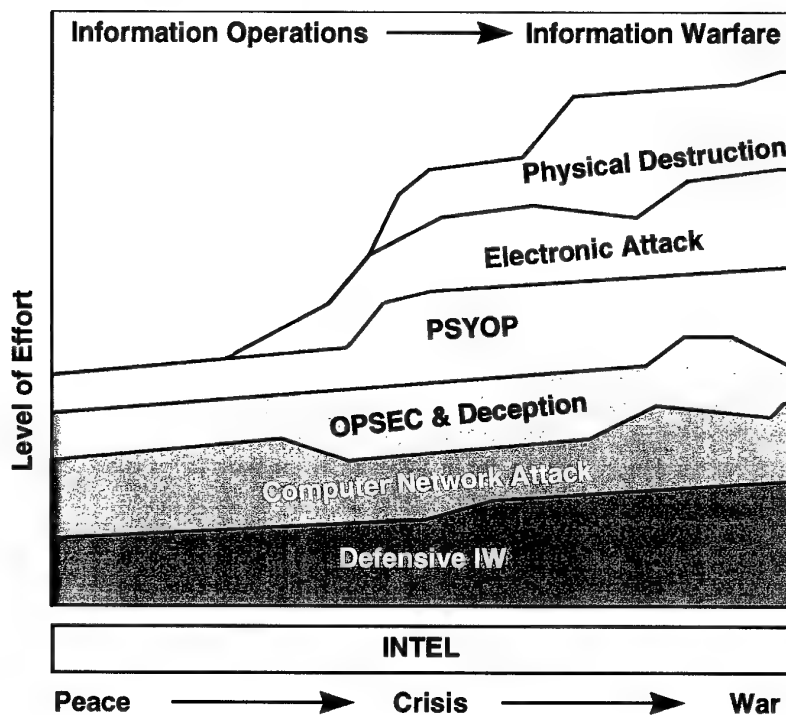 Information Operations
Information Warfare
Physical Destruction
Electronic Attack
PSYOP
OPSEC & Deception
Computer Network Attack
Defensive IW
Level of Effort
INTEL
Peace
Crisis
War